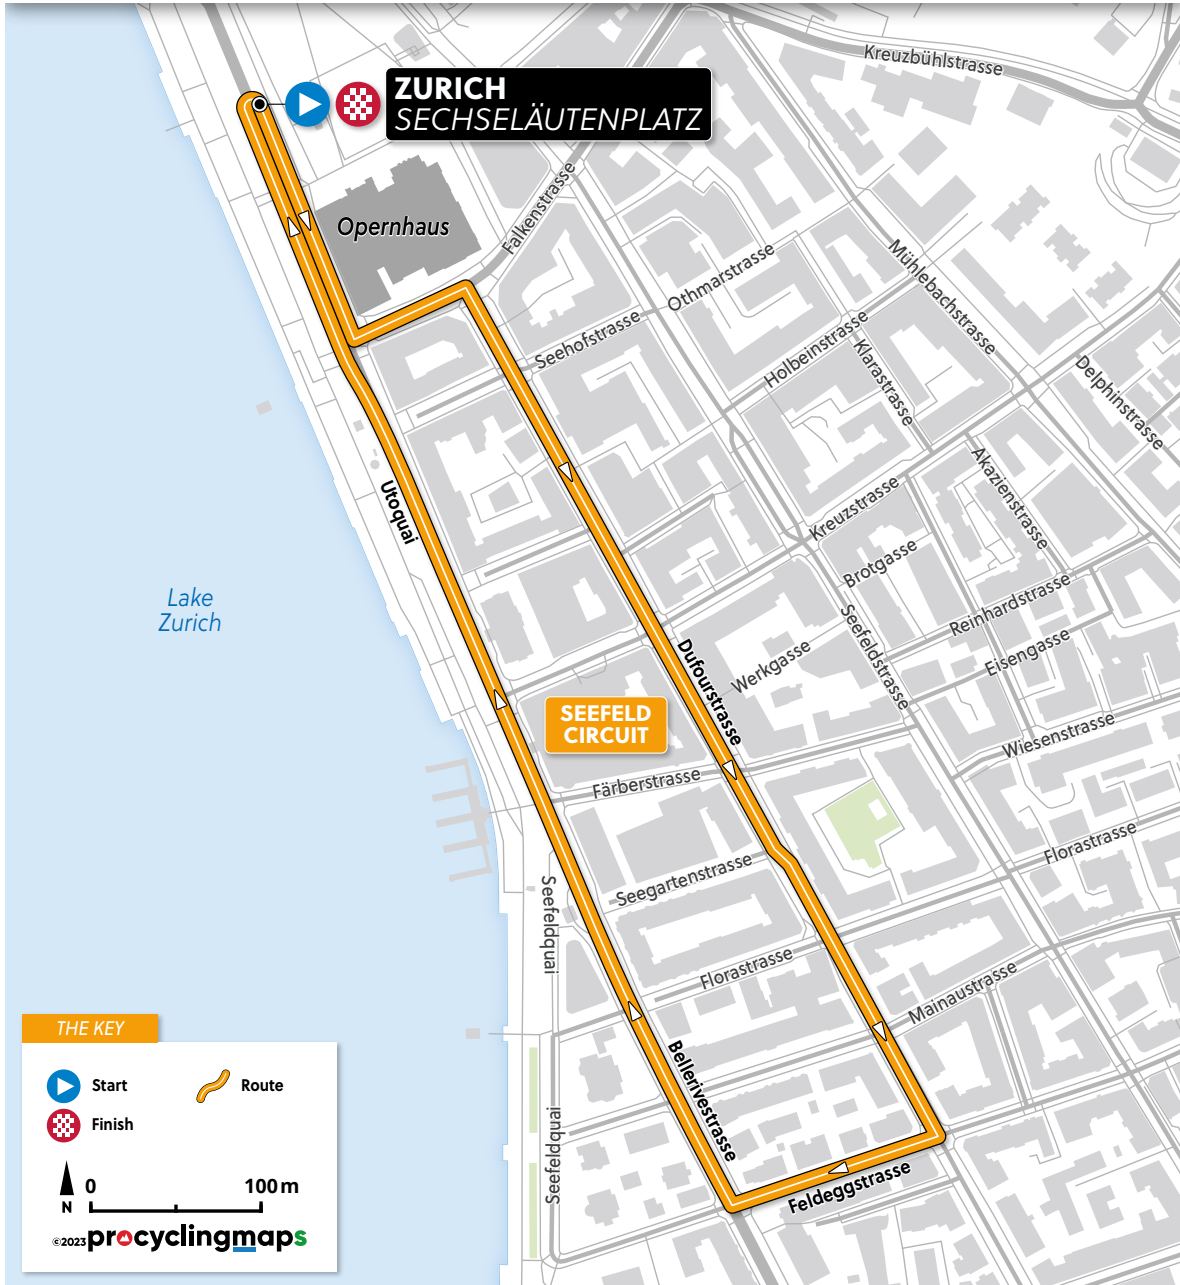 Kreuzbühlstrasse
ZURICH
SECHSELÄUTENPLATZ
Opernhaus
Falkenstrasse
Othmarstrasse
Mühlebachstrasse
Seehofstrasse
Holbeinstrasse
Klarastrasse
Delphinstrasse
Utoquai
Kreuzstrasse
Akazienstrasse
Brotgasse
Lake
Zurich
Seefeldstrasse
Reinhardstrasse
Eisengasse
Dufourstrasse
Werkgasse
SEEFELD
CIRCUIT
Wiesenstrasse
Färberstrasse
Florastrasse
Seegartenstrasse
Seefeldquai
Florastrasse
Mainaustrasse
Bellerivestrasse
Seefeldquai
Feldeggstrasse
THE KEY
Start
Route
Finish
N
0
100 m
©2023 procyclingmaps